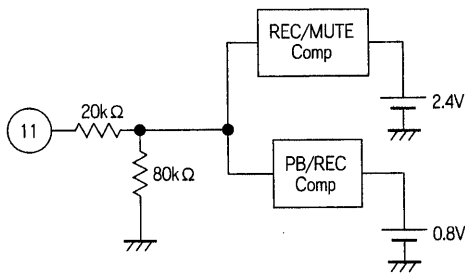 REC/MUTE
Comp
2.4V
20kΩ
11
80kΩ
PB/REC
Comp
0.8V